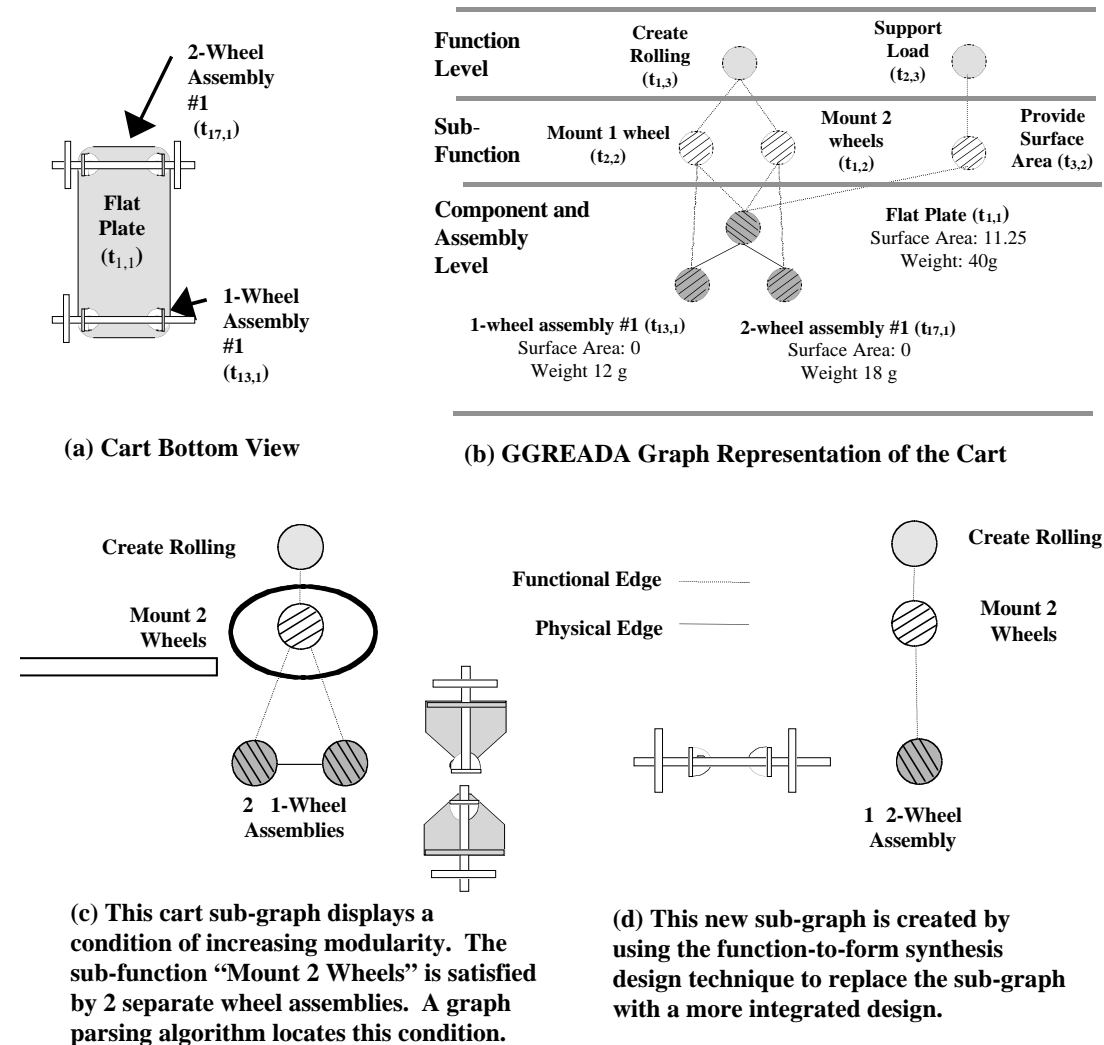 2-Wheel
Assembly
#1
(t17,1)
Flat
Plate
(t1,1)
1-Wheel
Assembly
#1
(t13,1)
(a) Cart Bottom View
Function
Level
Create
Rolling
(t1,3)
Support
Load
(t2,3)
Sub-
Function
Mount 1 wheel
(t2,2)
Mount 2
wheels
(t1,2)
Provide
Surface
Area (t3,2)
Component and
Assembly
Level
Flat Plate (t1,1)
Surface Area: 11.25
Weight: 40g
1-wheel assembly #1 (t13,1)
Surface Area: 0
Weight 12 g
2-wheel assembly #1 (t17,1)
Surface Area: 0
Weight 18 g
(b) GGREADA Graph Representation of the Cart
Create Rolling
Mount 2
Wheels
2 1-Wheel
Assemblies
(c) This cart sub-graph displays a
condition of increasing modularity. The
sub-function “Mount 2 Wheels” is satisfied
by 2 separate wheel assemblies. A graph
parsing algorithm locates this condition.
Functional Edge
Physical Edge
Create Rolling
Mount 2
Wheels
1 2-Wheel
Assembly
(d) This new sub-graph is created by
using the function-to-form synthesis
design technique to replace the sub-graph
with a more integrated design.